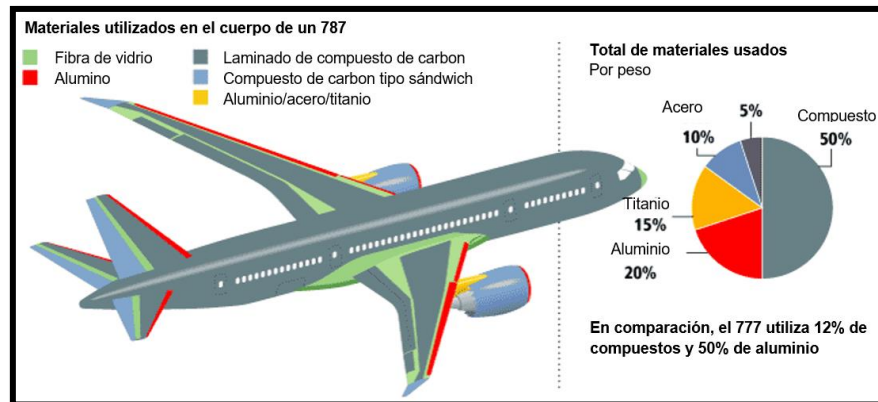 Materiales utilizados en el cuerpo de un 787
Fibra de vidrio
Alumino
Laminado de compuesto de carbon
Compuesto de carbon tipo sándwich
Aluminio/acero/titanio
Total de materiales usados
Por peso
5%
Compuesto
50%
Acero
10%
Titanio
15%
Aluminio
20%
En comparación, el 777 utiliza 12% de
compuestos y 50% de aluminio